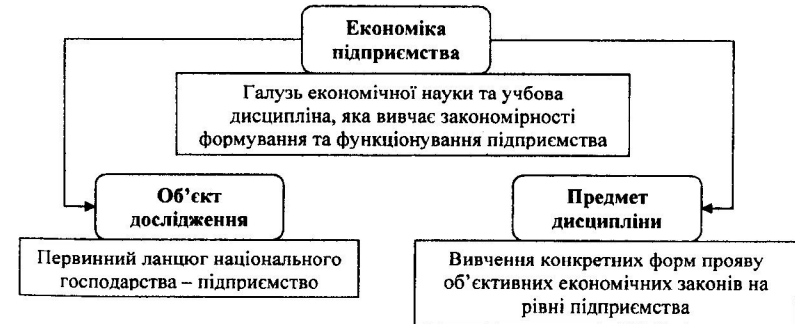 Економіка
підприємства
Галузь економічної науки та учбова
дисципліна, яка вивчає закономірності
формування та функціонування підприємства
Об’єкт
дослідження
Первинний ланцюг національного
господарства – підприємство
Предмет
дисципліни
Вивчення конкретних форм прояву
об’єктивних економічних законів на
рівні підприємства